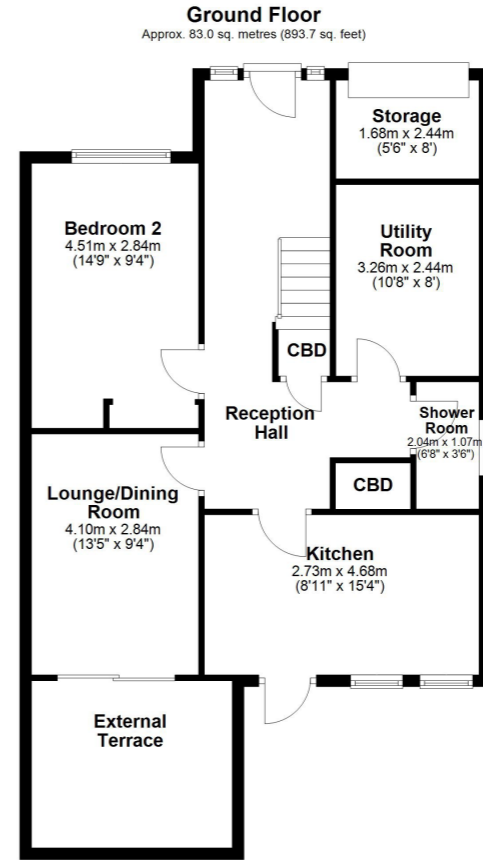 Ground Floor
Approx. 83.0 sq. metres (893.7 sq. feet)
Storage
1.68m x 2.44m
(5'6" x 8')
Bedroom 2
4.51m x 2.84m
(14'9" x 9'4")
Utility
Room
3.26m x 2.44m
(10'8" x 8')
CBD
Reception
Hall
Shower
Room
2.04m x 1.07m
(6'8" x 3'6")
CBD
Lounge/Dining
Room
4.10m x 2.84m
(13'5" x 9'4")
Kitchen
2.73m x 4.68m
(8'11" x 15'4")
External
Terrace